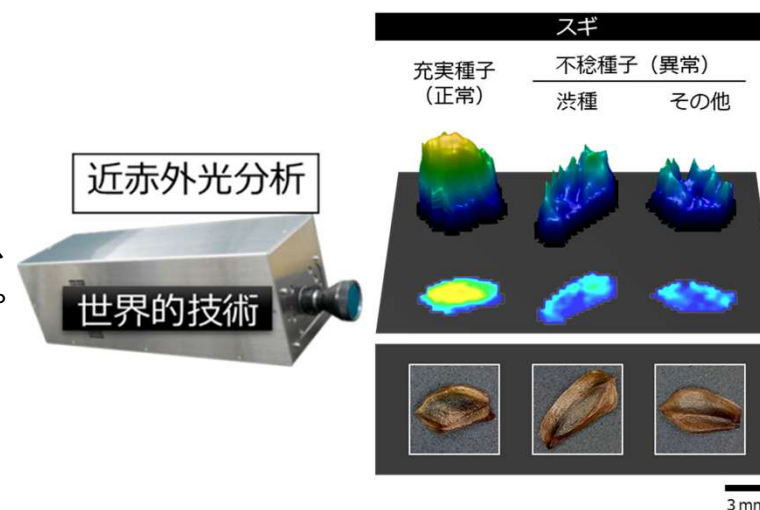 近赤外光分析
世界的技術
スギ
充実種子
（正常）
不稔種子（異常）
渋種
その他
3 mm